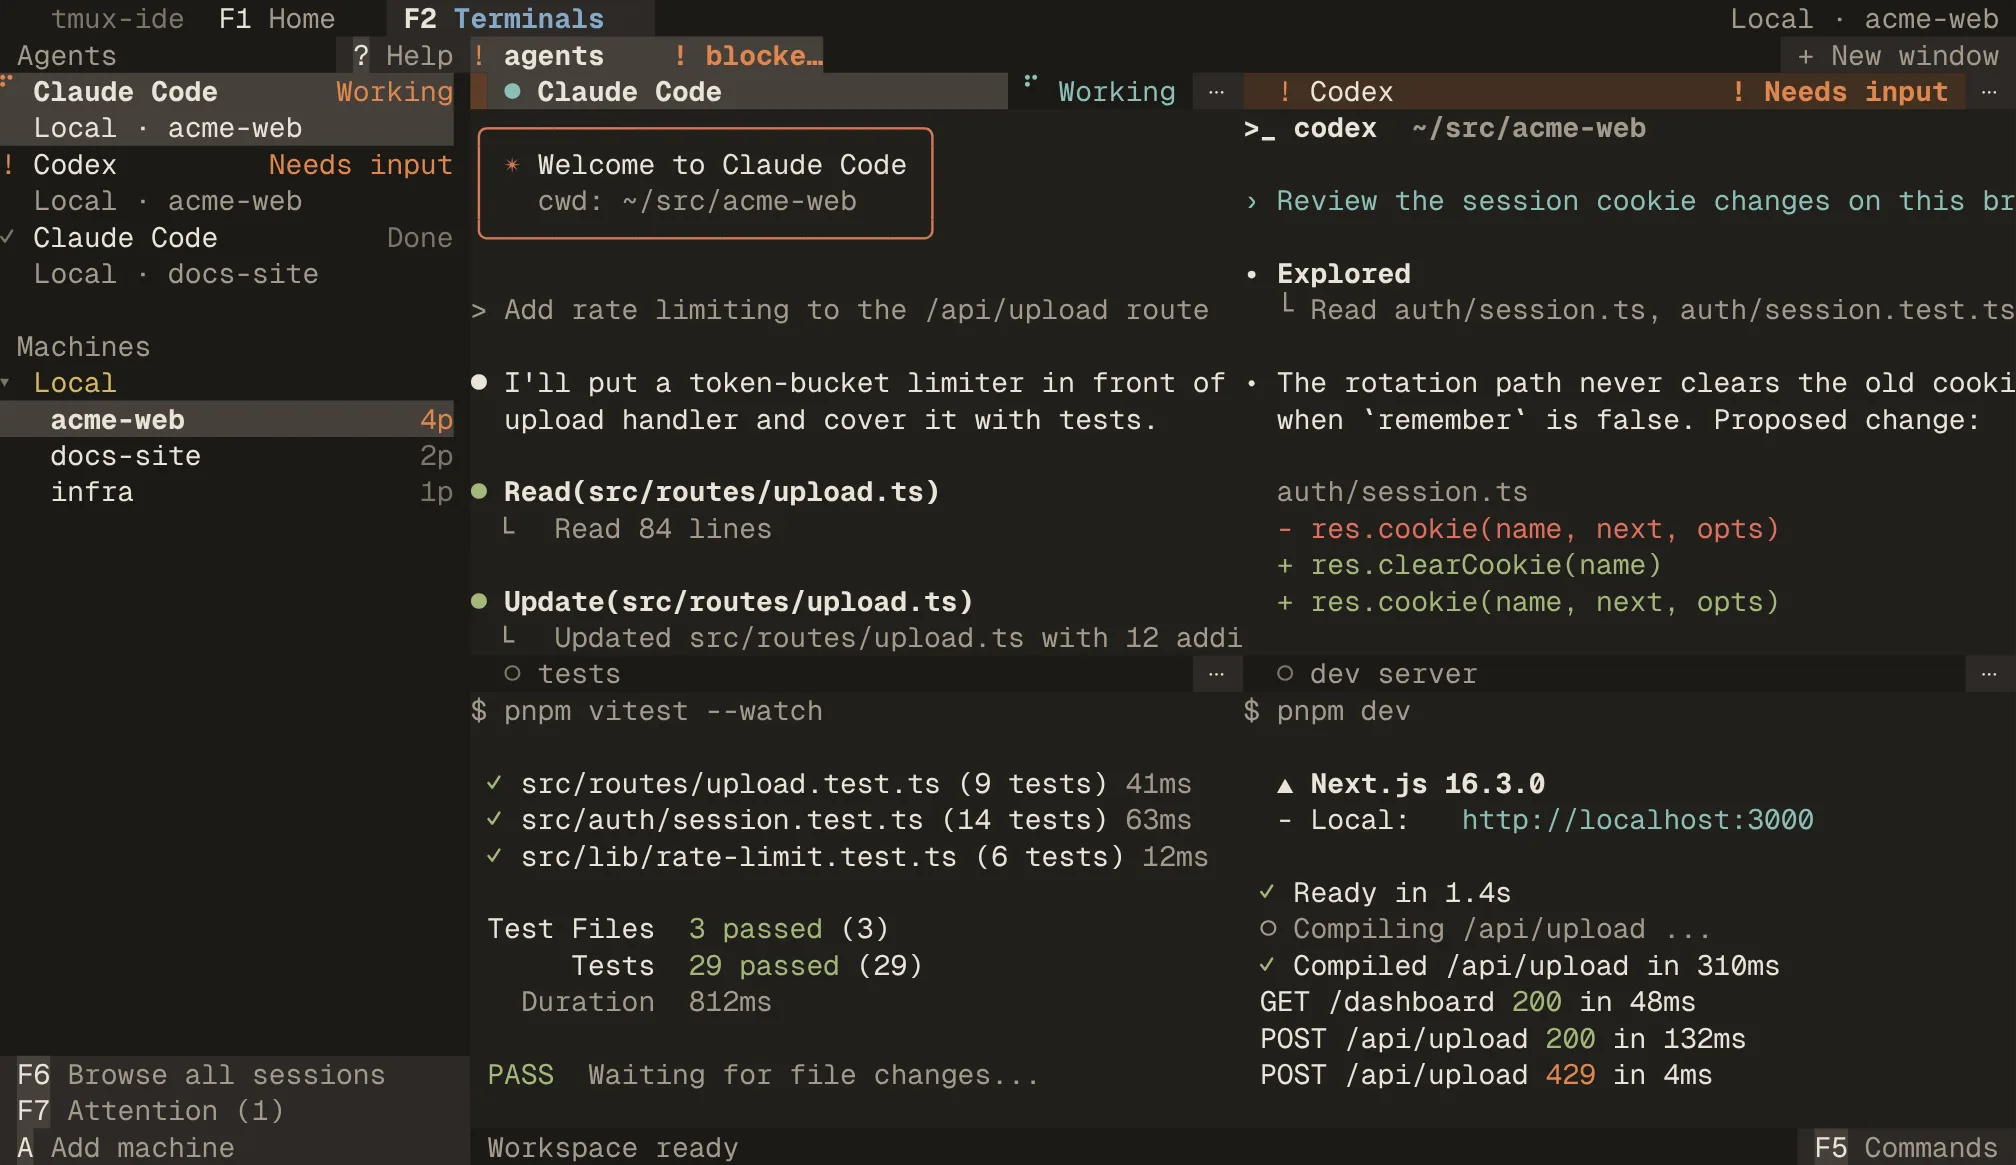 tmux-ide F1 Home F2 Terminals Local · acme-web
Agents ? Help
Claude Code Working
Local · acme-web
! Codex Needs input
Local · acme-web
✓ Claude Code Done
Local · docs-site
Machines
▾ Local
acme-web 4p
docs-site 2p
infra 1p
F6 Browse all sessions
F7 Attention (1)
A Add machine
! agents ! blocke… + New window
● Claude Code Working ···
╭
✴ Welcome to Claude Code
cwd: ~/src/acme-web
> Add rate limiting to the /api/upload route
● I'll put a token-bucket limiter in front of
upload handler and cover it with tests.
● Read(src/routes/upload.ts)
└ Read 84 lines
● Update(src/routes/upload.ts)
└ Updated src/routes/upload.ts with 12 addi
! Codex ! Needs input ···
>_ codex ~/src/acme-web
› Review the session cookie changes on this br
• Explored
└ Read auth/session.ts, auth/session.test.ts
• The rotation path never clears the old cooki
when `remember` is false. Proposed change:
auth/session.ts
- res.cookie(name, next, opts)
+ res.clearCookie(name)
+ res.cookie(name, next, opts)
○ tests ···
$ pnpm vitest --watch
✓ src/routes/upload.test.ts (9 tests) 41ms
✓ src/auth/session.test.ts (14 tests) 63ms
✓ src/lib/rate-limit.test.ts (6 tests) 12ms
Test Files 3 passed (3)
Tests 29 passed (29)
Duration 812ms
PASS Waiting for file changes...
○ dev server ···
$ pnpm dev
▲ Next.js 16.3.0
- Local: http://localhost:3000
✓ Ready in 1.4s
○ Compiling /api/upload ...
✓ Compiled /api/upload in 310ms
GET /dashboard 200 in 48ms
POST /api/upload 200 in 132ms
POST /api/upload 429 in 4ms
Workspace ready F5 Commands